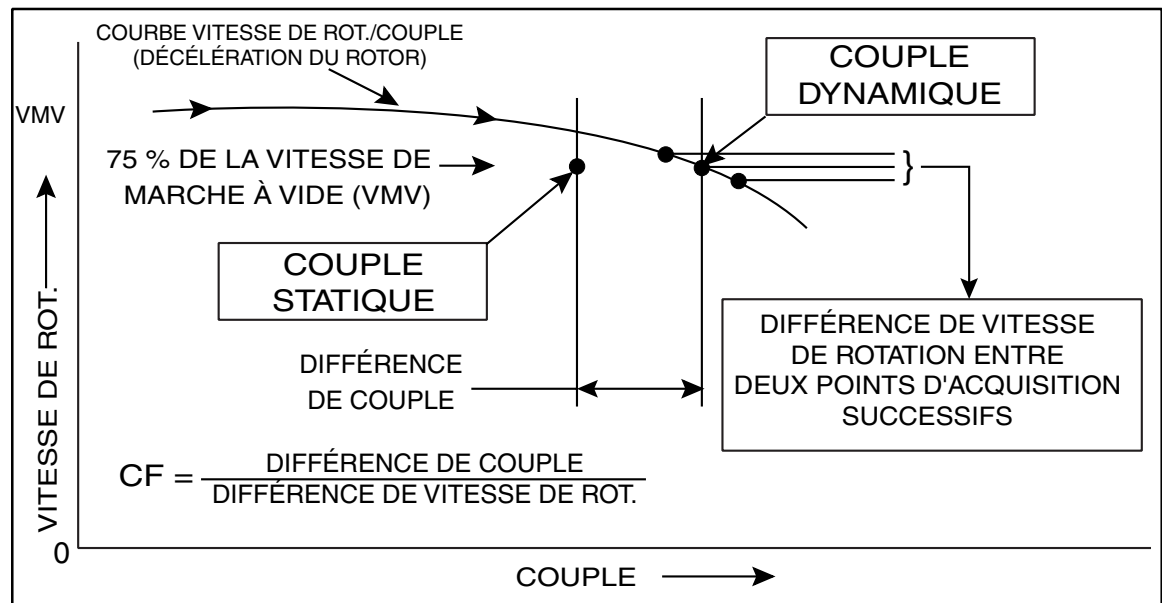 COURBE VITESSE DE ROT./COUPLE
(DÉCÉLÉRATION DU ROTOR)
COUPLE
DYNAMIQUE
VMV
75 % DE LA VITESSE DE
MARCHE À VIDE (VMV)
}
COUPLE
STATIQUE
VITESSE DE ROT.
DIFFÉRENCE
DE COUPLE
DIFFÉRENCE DE VITESSE
DE ROTATION ENTRE
DEUX POINTS D'ACQUISITION
SUCCESSIFS
CF = DIFFÉRENCE DE COUPLE
DIFFÉRENCE DE VITESSE DE ROT.
0
COUPLE